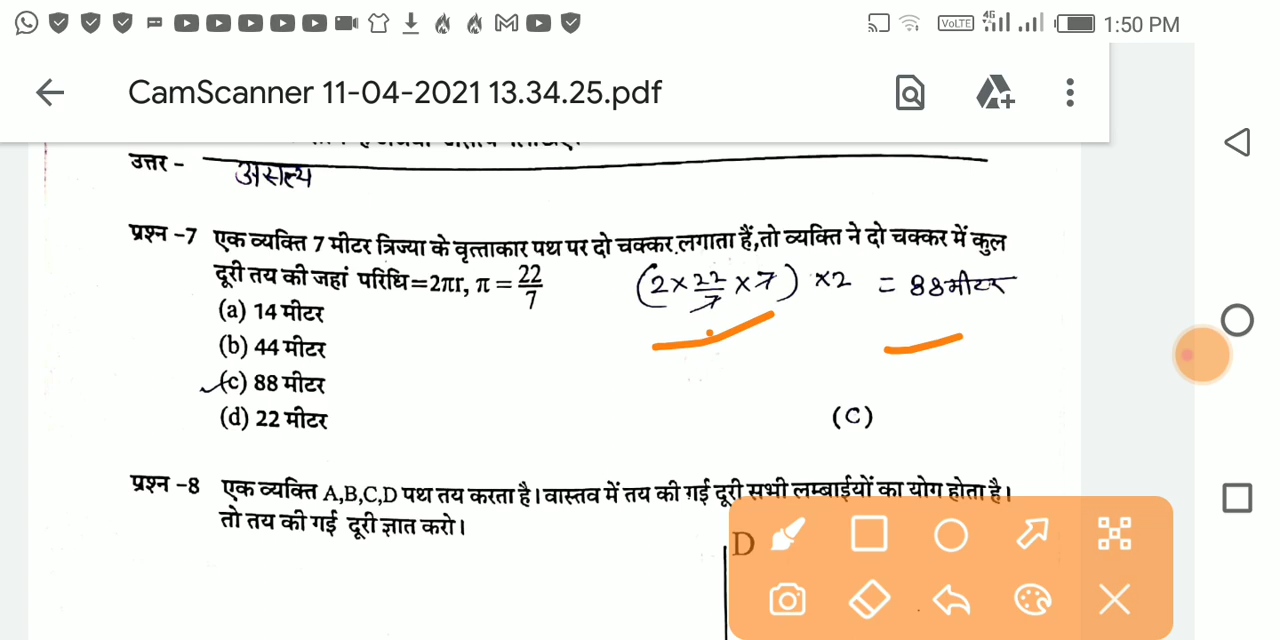 VoLTE 4G 1:50 PM
CamScanner 11-04-2021 13.34.25.pdf
उत्तर -
असत्य
प्रश्न -7 एक व्यक्ति 7 मीटर त्रिज्या के वृत्ताकार पथ पर दो चक्कर लगाता हैं,तो व्यक्ति ने दो चक्कर में कुल
दूरी तय की जहां परिधि=2πr, π = 22/7 (2 × 22/7 × 7) × 2 = 88मीटर
(a) 14 मीटर
(b) 44 मीटर
(c) 88 मीटर
(d) 22 मीटर
(C)
प्रश्न -8 एक व्यक्ति A,B,C,D पथ तय करता है। वास्तव में तय की गई दूरी सभी लम्बाईयों का योग होता है।
तो तय की गई दूरी ज्ञात करो।
D